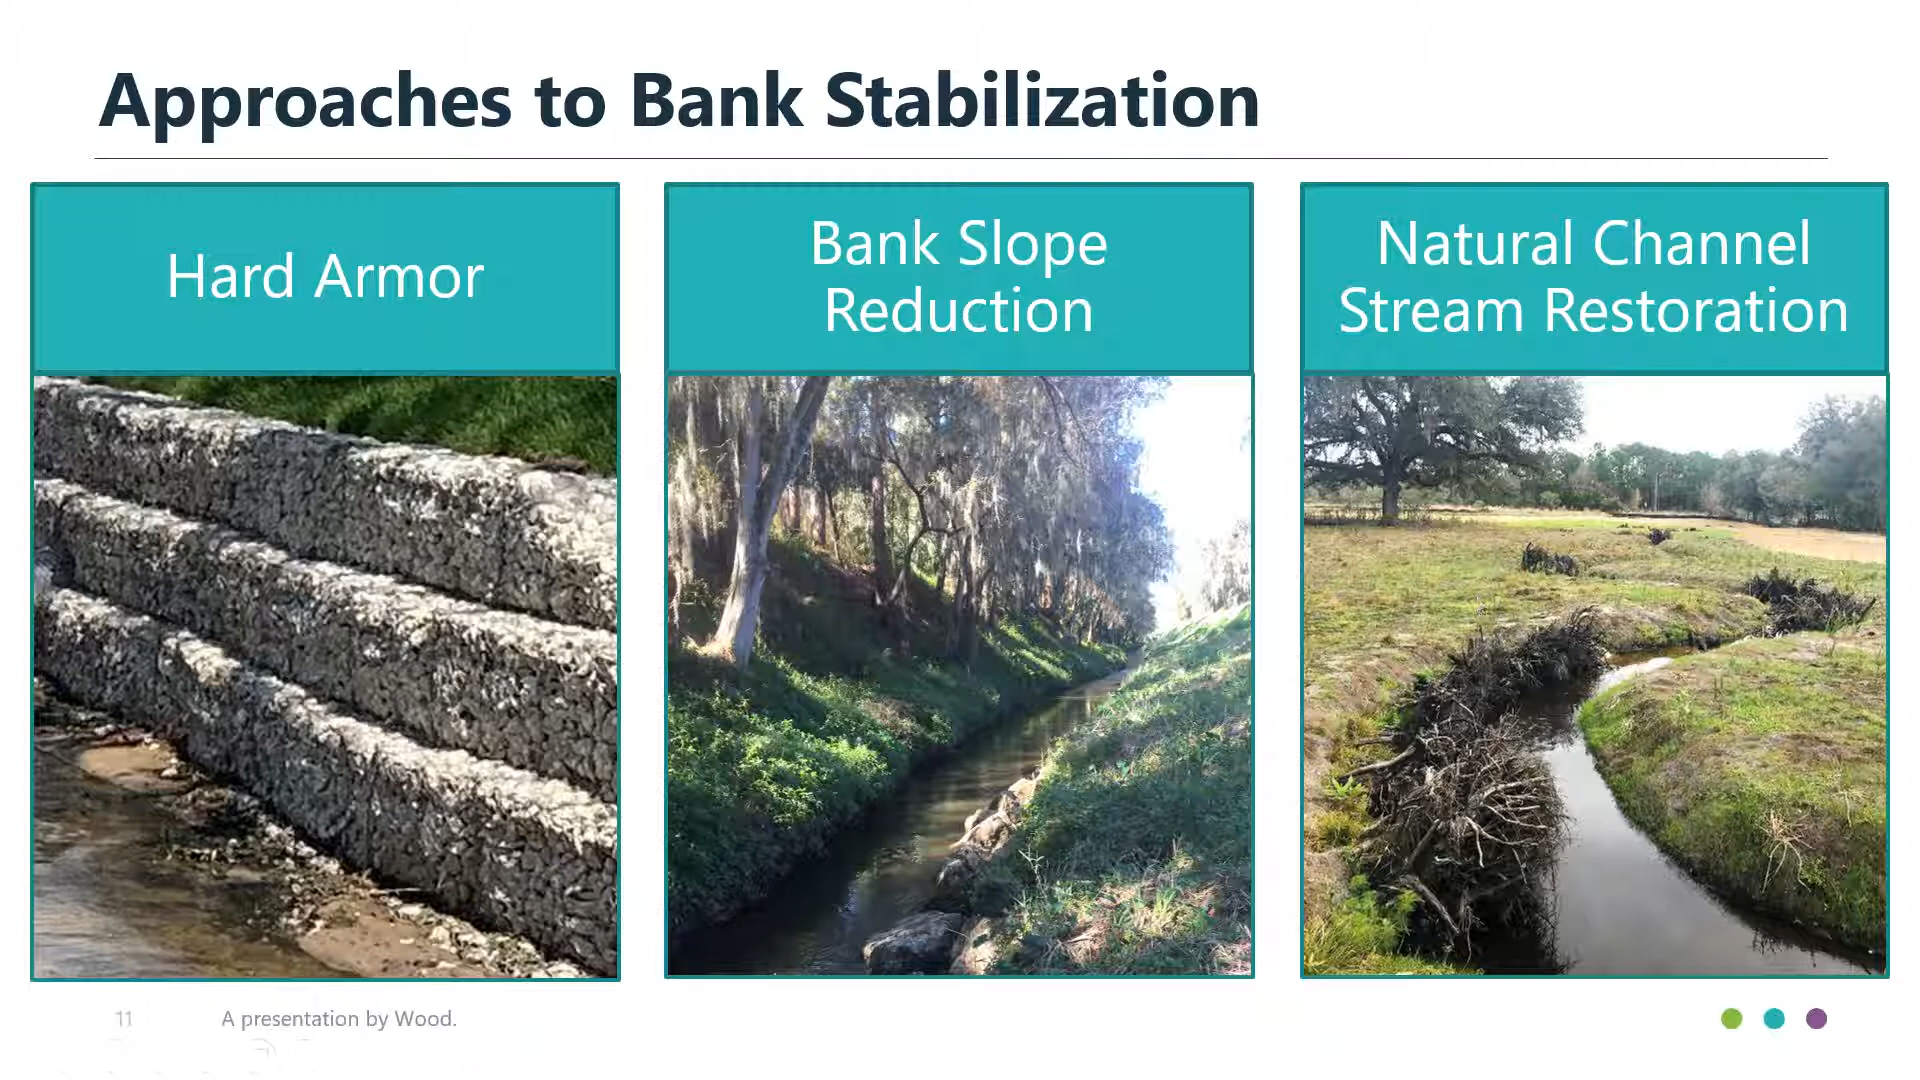 Approaches to Bank Stabilization
Hard Armor
Bank Slope
Reduction
Natural Channel
Stream Restoration
11
A presentation by Wood.